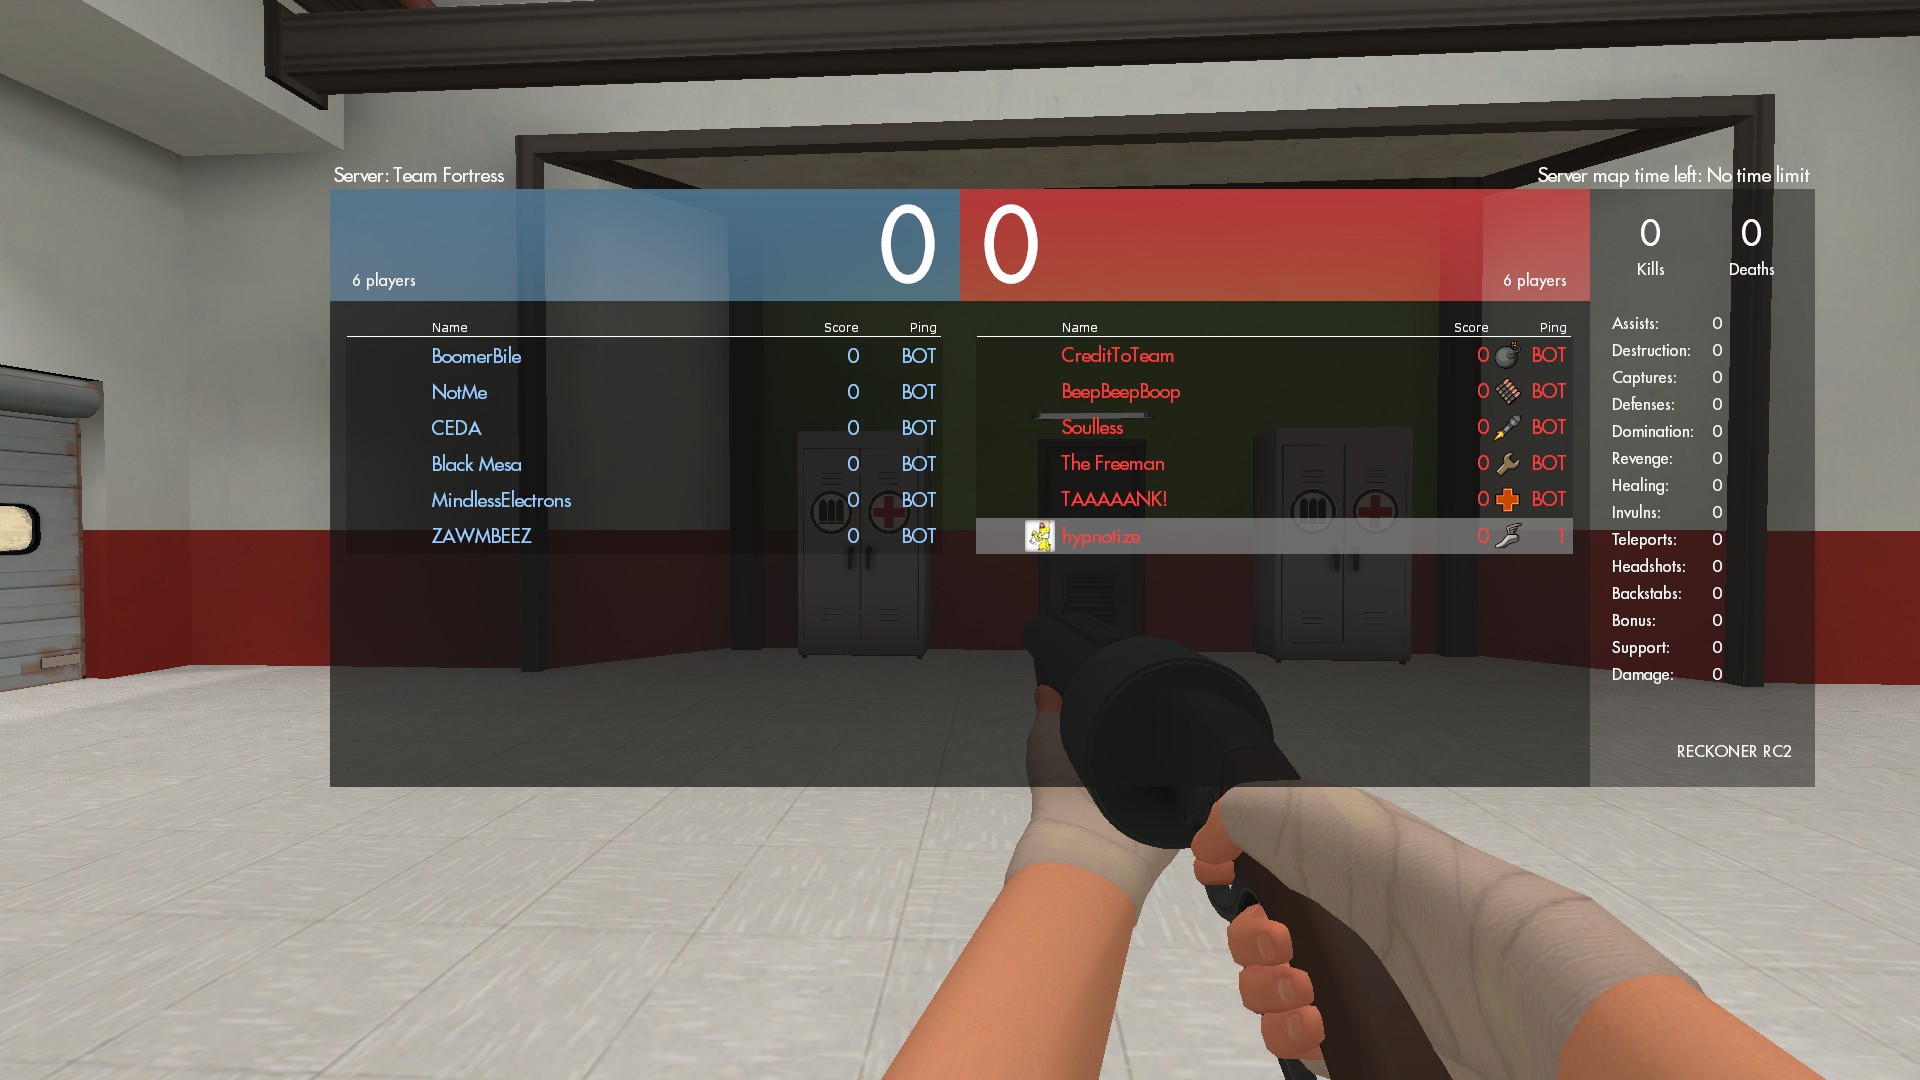 Server: Team Fortress
Server map time left: No time limit
6 players
0
0
6 players
Name Score Ping
BoomerBile 0 BOT
NotMe 0 BOT
CEDA 0 BOT
Black Mesa 0 BOT
MindlessElectrons 0 BOT
ZAWMBEEZ 0 BOT
Name Score Ping
CreditToTeam 0 BOT
BeepBeepBoop 0 BOT
Soulless 0 BOT
The Freeman 0 BOT
TAAAAANK! 0 BOT
hypnotize 0 1
0 0
Kills Deaths
Assists: 0
Destruction: 0
Captures: 0
Defenses: 0
Domination: 0
Revenge: 0
Healing: 0
Invulns: 0
Teleports: 0
Headshots: 0
Backstabs: 0
Bonus: 0
Support: 0
Damage: 0
RECKONER RC2